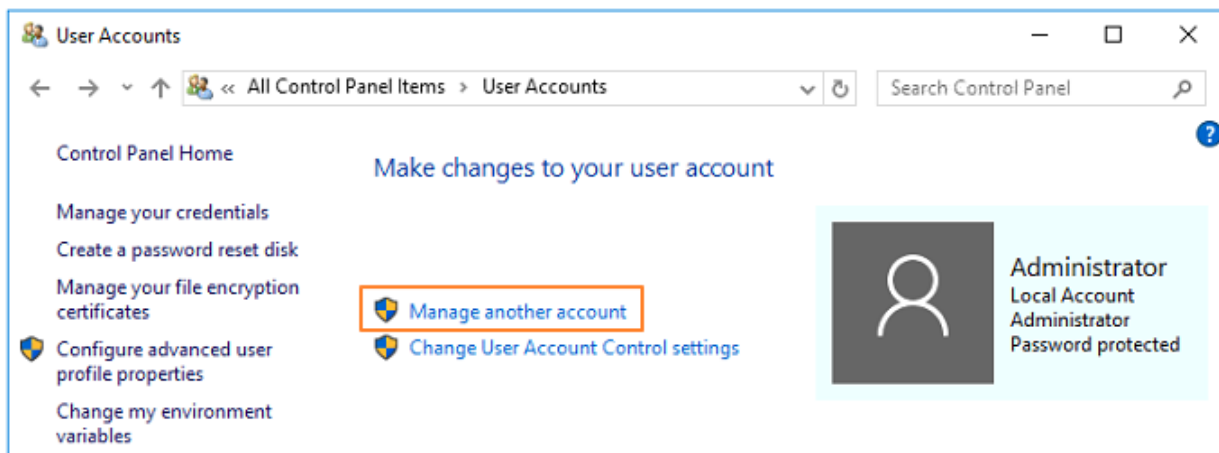 User Accounts
« All Control Panel Items > User Accounts
Search Control Panel
Control Panel Home
Manage your credentials
Create a password reset disk
Manage your file encryption
certificates
Configure advanced user
profile properties
Change my environment
variables
Make changes to your user account
Manage another account
Change User Account Control settings
Administrator
Local Account
Administrator
Password protected
?